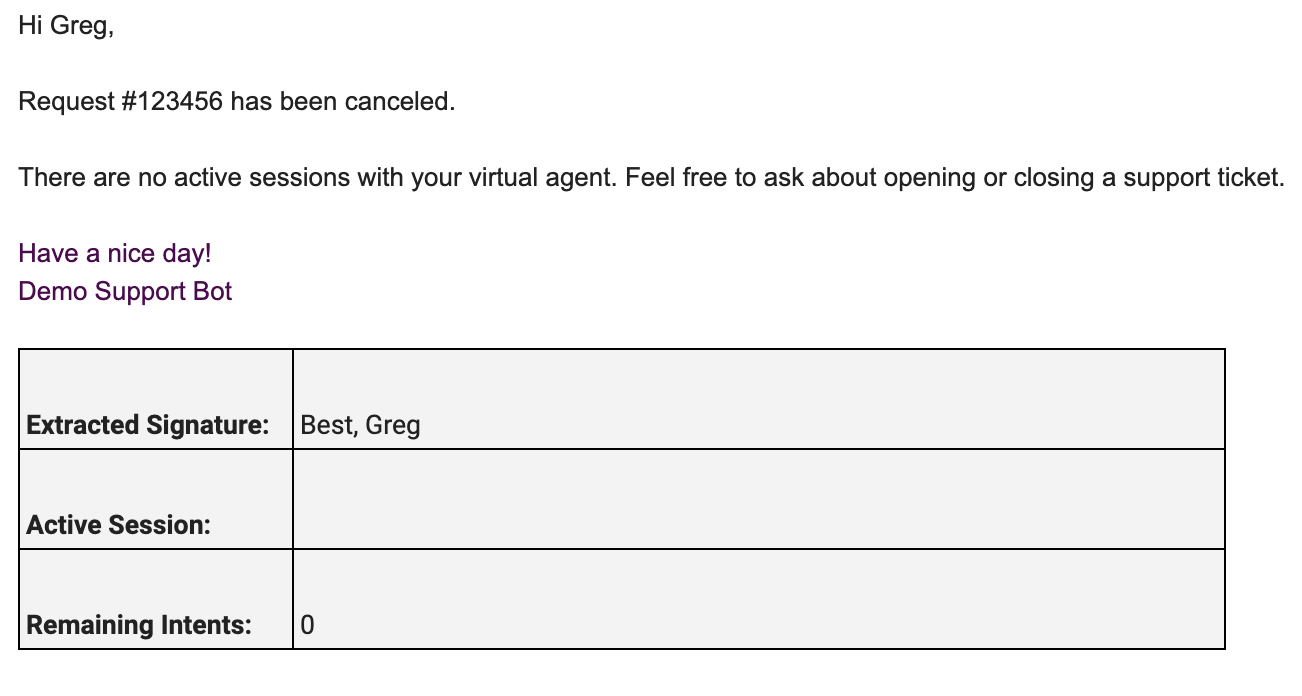 Hi Greg,
Request #123456 has been canceled.
There are no active sessions with your virtual agent. Feel free to ask about opening or closing a support ticket.
Have a nice day!
Demo Support Bot
Extracted Signature: Best, Greg
Active Session:
Remaining Intents: 0